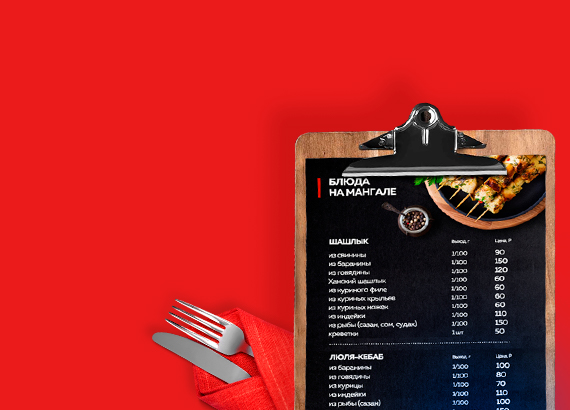 БЛЮДА
НА МАНГАЛЕ
ШАШЛЫК Выход, г Цена, Р
из свинины 1/100 90
из баранины 1/100 150
из говядины 1/100 120
Ханский шашлык 1/100 60
из куриного филе 1/100 60
из куриных крыльев 1/100 60
из куриных ножек 1/100 60
из индейки 1/100 110
из рыбы (сазан, сом, судак) 1/100 150
креветки 1 шт 50
ЛЮЛЯ-КЕБАБ Выход, г Цена, Р
из баранины 1/100 100
из говядины 1/100 80
из курицы 1/100 70
из индейки 1/100 110
из рыбы (сазан) 1/100 100